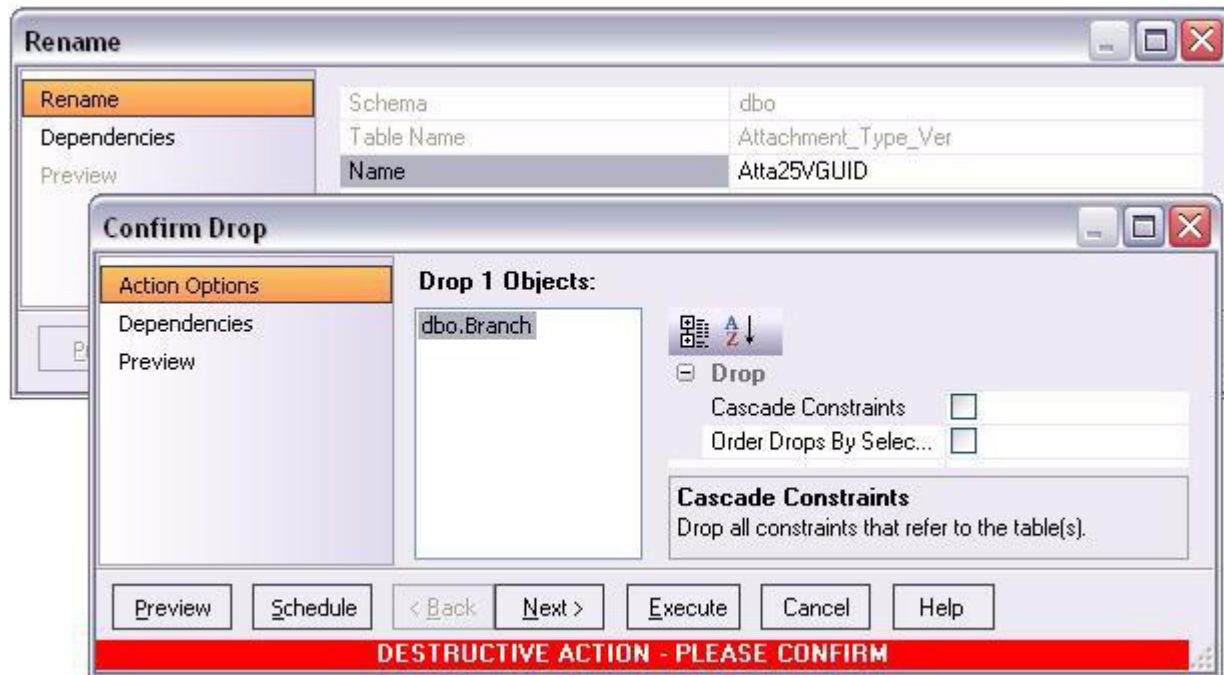 Rename
Rename
Dependencies
Preview
Schema dbo
Table Name Attachment_Type_Ver
Name Atta25VGUID
Confirm Drop
Action Options
Dependencies
Preview
Drop 1 Objects:
dbo.Branch
Drop
Cascade Constraints
Order Drops By Selec...
Cascade Constraints
Drop all constraints that refer to the table(s).
Preview Schedule < Back Next > Execute Cancel Help
DESTRUCTIVE ACTION - PLEASE CONFIRM